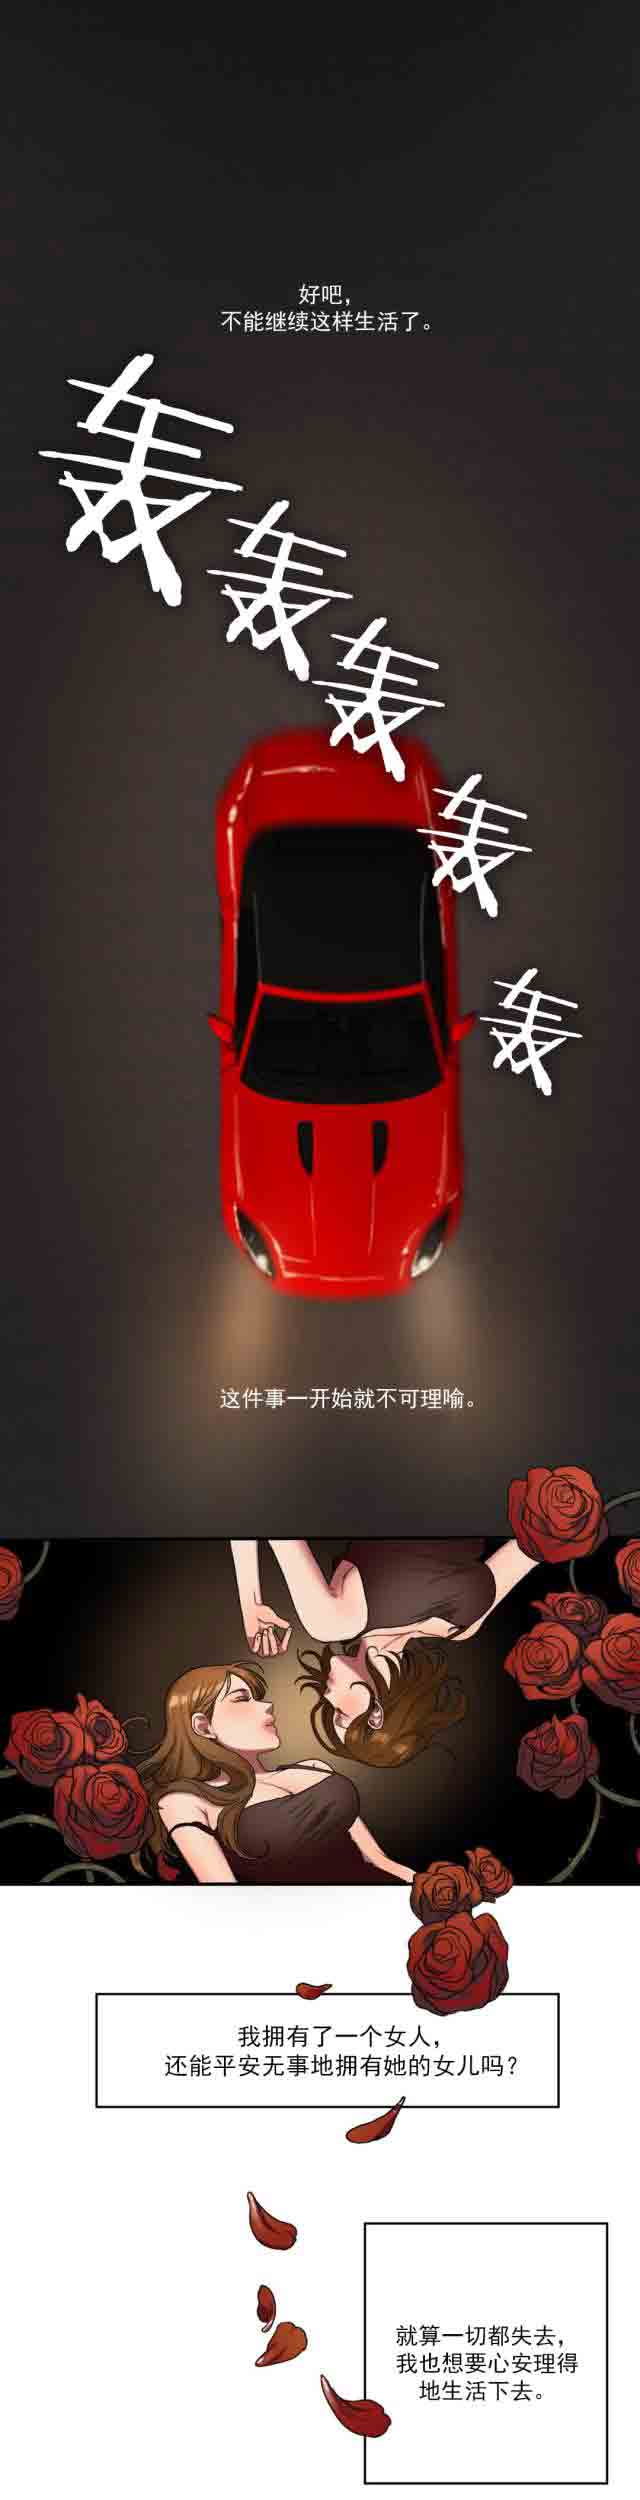 好吧，
不能继续这样生活了。
轰
轰
轰
轰
轰
这件事一开始就不可理喻。
我拥有了一个女人，
还能平安无事地拥有她的女儿吗？
就算一切都失去，
我也想要心安理得
地生活下去。